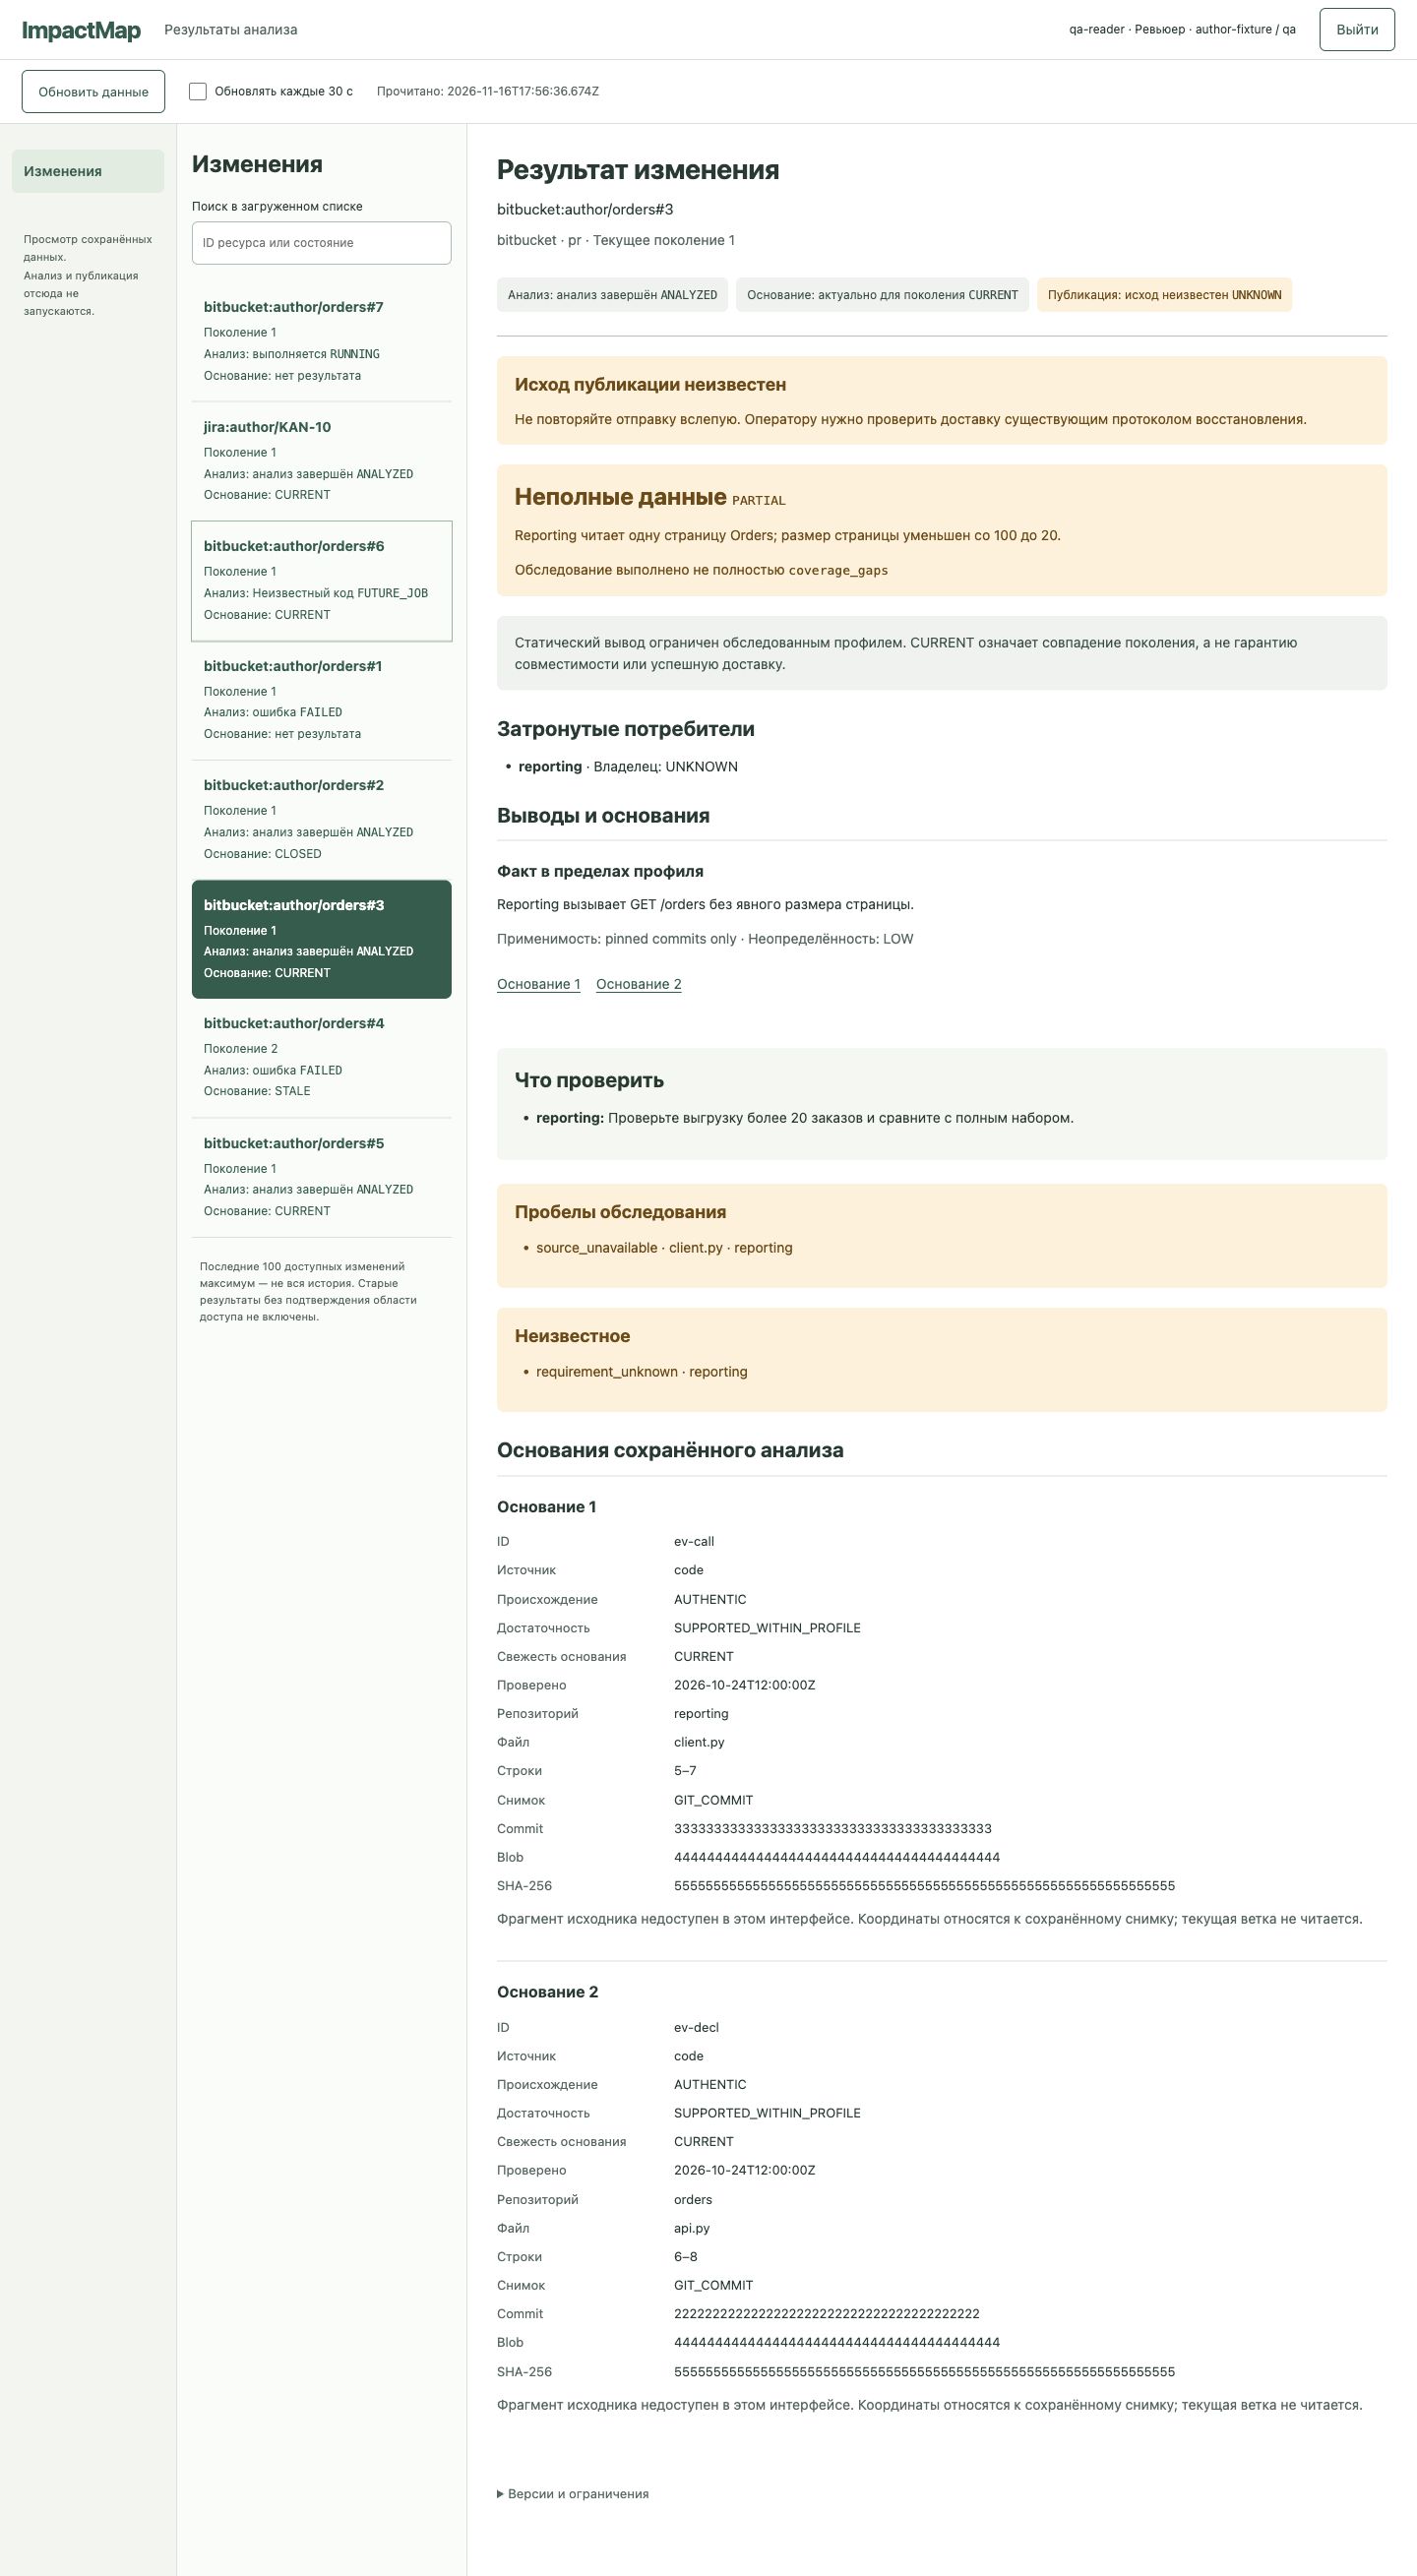 ImpactMap
Результаты анализа
qa-reader · Ревьюер · author-fixture / qa
Выйти
Обновить данные
Обновлять каждые 30 с
Прочитано: 2026-11-16T17:56:36.674Z
Изменения
Просмотр сохранённых
данных.
Анализ и публикация
отсюда не
запускаются.
Изменения
Поиск в загруженном списке
ID ресурса или состояние
bitbucket:author/orders#7
Поколение 1
Анализ: выполняется RUNNING
Основание: нет результата
jira:author/KAN-10
Поколение 1
Анализ: анализ завершён ANALYZED
Основание: CURRENT
bitbucket:author/orders#6
Поколение 1
Анализ: Неизвестный код FUTURE_JOB
Основание: CURRENT
bitbucket:author/orders#1
Поколение 1
Анализ: ошибка FAILED
Основание: нет результата
bitbucket:author/orders#2
Поколение 1
Анализ: анализ завершён ANALYZED
Основание: CLOSED
bitbucket:author/orders#3
Поколение 1
Анализ: анализ завершён ANALYZED
Основание: CURRENT
bitbucket:author/orders#4
Поколение 2
Анализ: ошибка FAILED
Основание: STALE
bitbucket:author/orders#5
Поколение 1
Анализ: анализ завершён ANALYZED
Основание: CURRENT
Последние 100 доступных изменений
максимум — не вся история. Старые
результаты без подтверждения области
доступа не включены.
Результат изменения
bitbucket:author/orders#3
bitbucket · pr · Текущее поколение 1
Анализ: анализ завершён ANALYZED
Основание: актуально для поколения CURRENT
Публикация: исход неизвестен UNKNOWN
Исход публикации неизвестен
Не повторяйте отправку вслепую. Оператору нужно проверить доставку существующим протоколом восстановления.
Неполные данные PARTIAL
Reporting читает одну страницу Orders; размер страницы уменьшен со 100 до 20.
Обследование выполнено не полностью coverage_gaps
Статический вывод ограничен обследованным профилем. CURRENT означает совпадение поколения, а не гарантию
совместимости или успешную доставку.
Затронутые потребители
• reporting · Владелец: UNKNOWN
Выводы и основания
Факт в пределах профиля
Reporting вызывает GET /orders без явного размера страницы.
Применимость: pinned commits only · Неопределённость: LOW
Основание 1 Основание 2
Что проверить
• reporting: Проверьте выгрузку более 20 заказов и сравните с полным набором.
Пробелы обследования
• source_unavailable · client.py · reporting
Неизвестное
• requirement_unknown · reporting
Основания сохранённого анализа
Основание 1
ID ev-call
Источник code
Происхождение AUTHENTIC
Достаточность SUPPORTED_WITHIN_PROFILE
Свежесть основания CURRENT
Проверено 2026-10-24T12:00:00Z
Репозиторий reporting
Файл client.py
Строки 5–7
Снимок GIT_COMMIT
Commit 3333333333333333333333333333333333333333
Blob 4444444444444444444444444444444444444444
SHA-256 5555555555555555555555555555555555555555555555555555555555555555
Фрагмент исходника недоступен в этом интерфейсе. Координаты относятся к сохранённому снимку; текущая ветка не читается.
Основание 2
ID ev-decl
Источник code
Происхождение AUTHENTIC
Достаточность SUPPORTED_WITHIN_PROFILE
Свежесть основания CURRENT
Проверено 2026-10-24T12:00:00Z
Репозиторий orders
Файл api.py
Строки 6–8
Снимок GIT_COMMIT
Commit 2222222222222222222222222222222222222222
Blob 4444444444444444444444444444444444444444
SHA-256 5555555555555555555555555555555555555555555555555555555555555555
Фрагмент исходника недоступен в этом интерфейсе. Координаты относятся к сохранённому снимку; текущая ветка не читается.
▶ Версии и ограничения